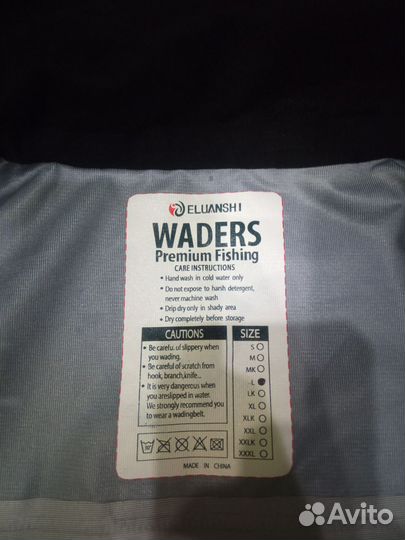 ELUANSHI
WADERS
Premium Fishing
CARE INSTRUCTIONS
• Hand wash in cold water only
• Do not expose to harsh detergent,
never machine wash
• Drip dry only in shady area
• Dry completely before storage
CAUTIONS
• Be careful of slippery when
you wading.
• Be careful of scratch from
hook, branch,knife...
• It is very dangerous when
you areslipped in water.
We strongly recommend you
to wear a wadingbelt.
SIZE
S
M
MK
L
LK
XL
XLK
XXL
XXLK
XXXL
MADE IN CHINA
Avito